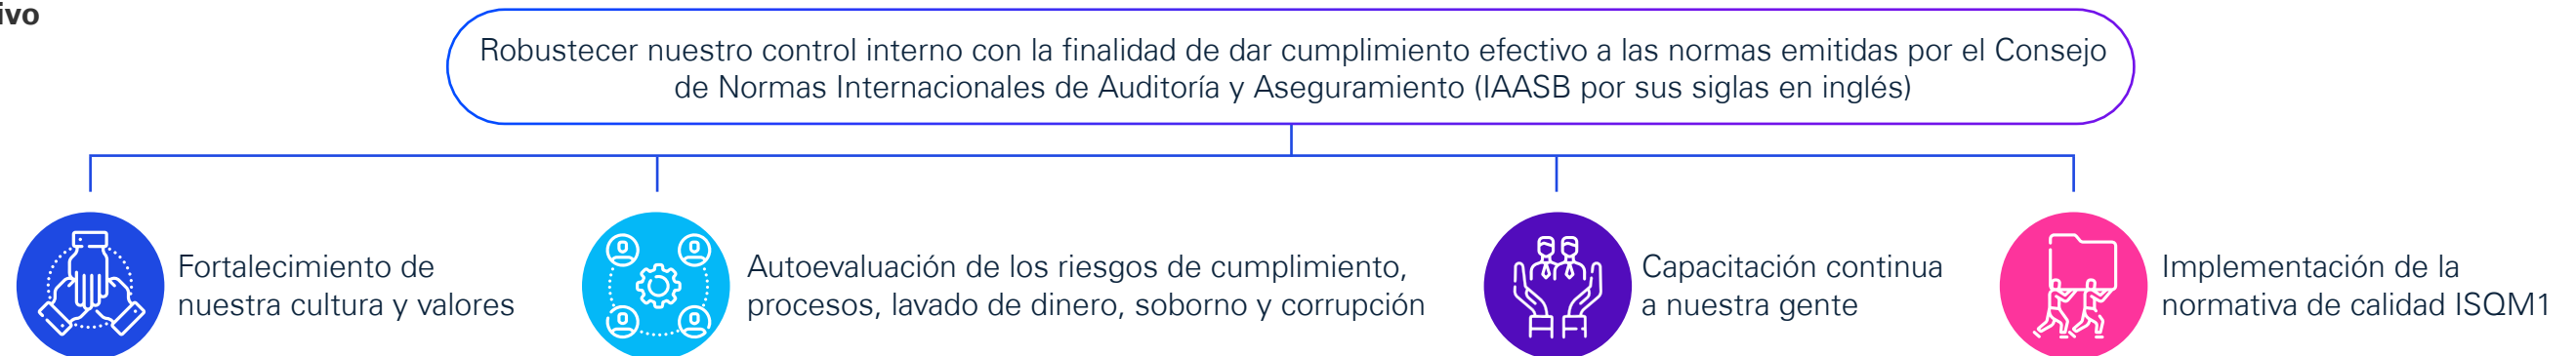 ivo
Robustecer nuestro control interno con la finalidad de dar cumplimiento efectivo a las normas emitidas por el Consejo
de Normas Internacionales de Auditoría y Aseguramiento (IAASB por sus siglas en inglés)
Fortalecimiento de
nuestra cultura y valores
Autoevaluación de los riesgos de cumplimiento,
procesos, lavado de dinero, soborno y corrupción
Capacitación continua
a nuestra gente
Implementación de la
normativa de calidad ISQM1